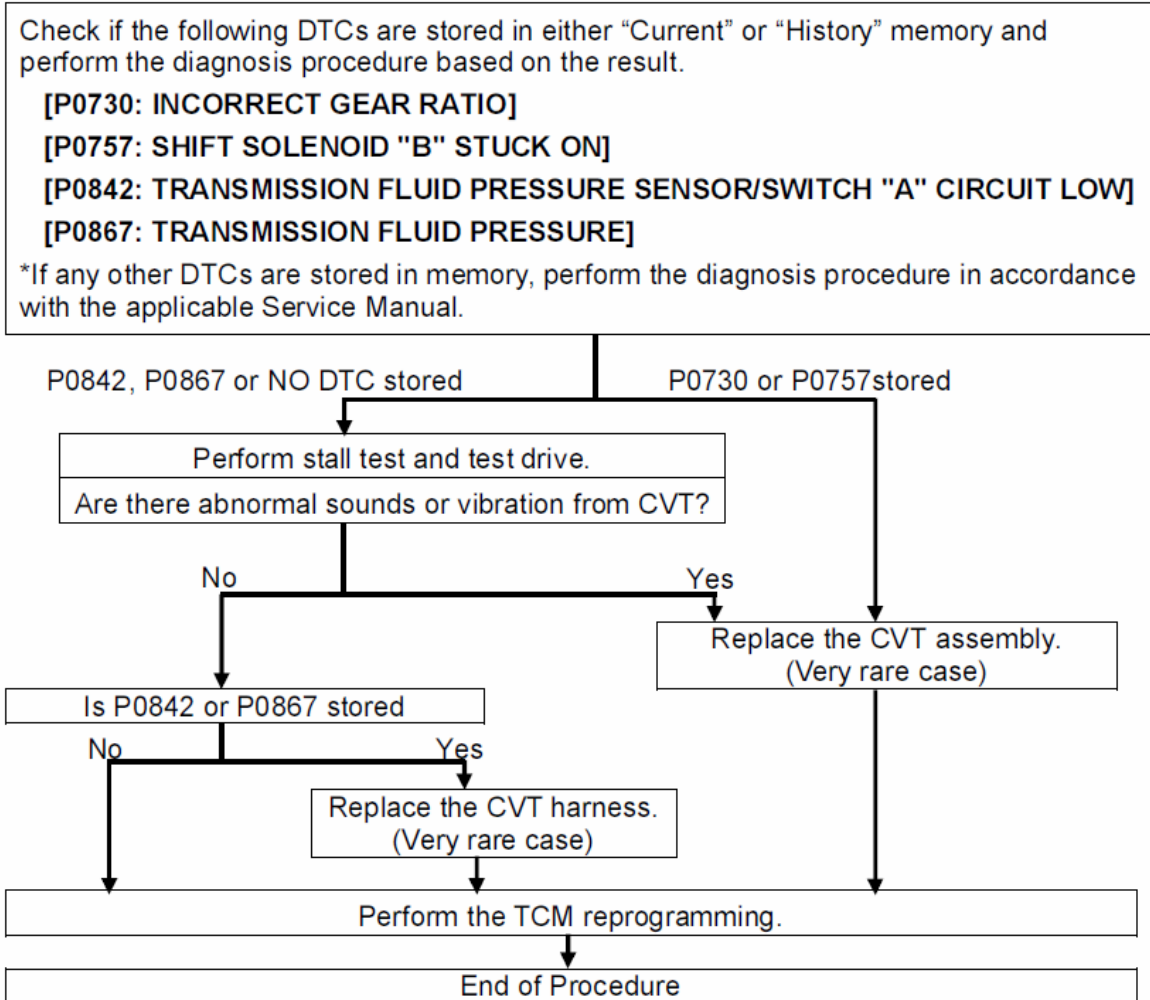 Check if the following DTCs are stored in either “Current” or “History” memory and
perform the diagnosis procedure based on the result.
[P0730: INCORRECT GEAR RATIO]
[P0757: SHIFT SOLENOID "B" STUCK ON]
[P0842: TRANSMISSION FLUID PRESSURE SENSOR/SWITCH "A" CIRCUIT LOW]
[P0867: TRANSMISSION FLUID PRESSURE]
*If any other DTCs are stored in memory, perform the diagnosis procedure in accordance
with the applicable Service Manual.
P0842, P0867 or NO DTC stored
P0730 or P0757stored
Perform stall test and test drive.
Are there abnormal sounds or vibration from CVT?
No
Yes
Replace the CVT assembly.
(Very rare case)
Is P0842 or P0867 stored
No
Yes
Replace the CVT harness.
(Very rare case)
Perform the TCM reprogramming.
End of Procedure